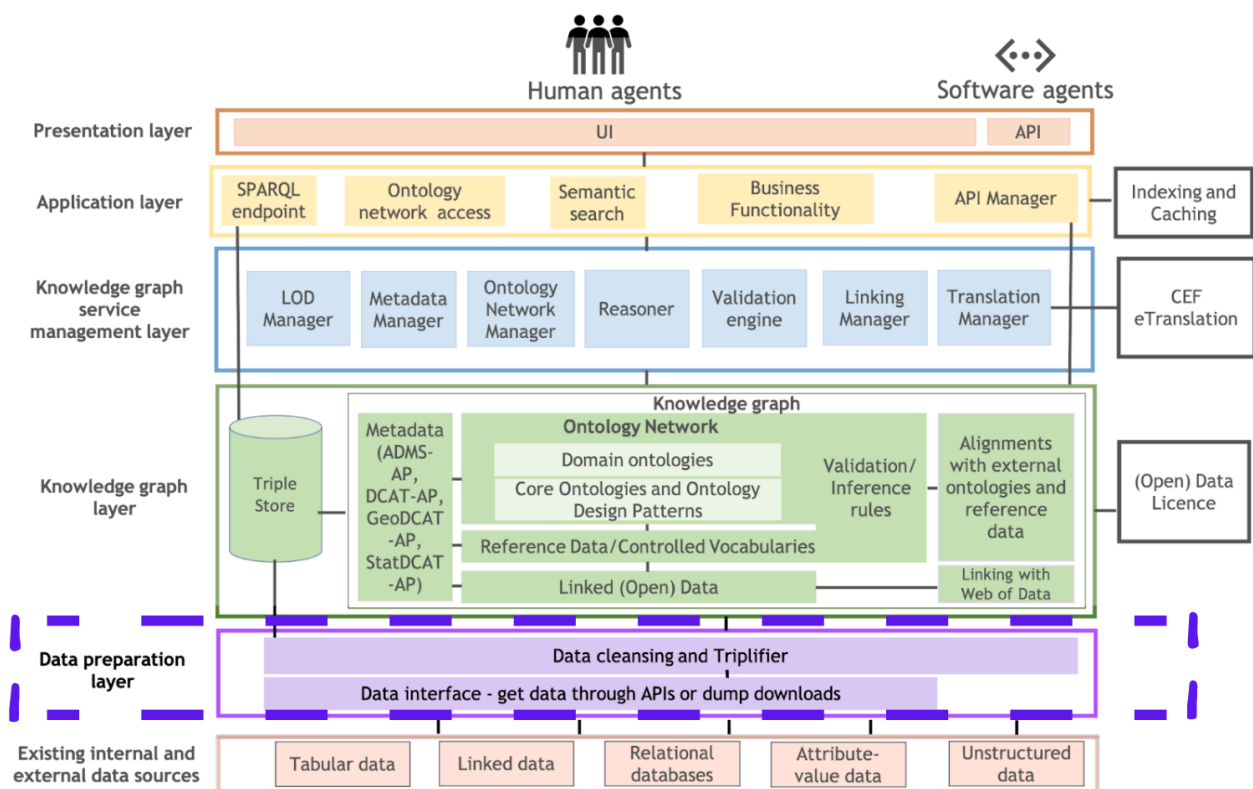 Human agents
Software agents
Presentation layer
UI
API
Application layer
SPARQL
endpoint
Ontology
network access
Semantic
search
Business
Functionality
API Manager
Indexing and
Caching
Knowledge graph
service
management layer
LOD
Manager
Metadata
Manager
Ontology
Network
Manager
Reasoner
Validation
engine
Linking
Manager
Translation
Manager
CEF
eTranslation
Knowledge graph
layer
Triple
Store
Knowledge graph
Metadata
(ADMS-
AP,
DCAT-AP,
GeoDCAT
-AP,
StatDCAT
-AP)
Ontology Network
Domain ontologies
Core Ontologies and Ontology
Design Patterns
Reference Data/Controlled Vocabularies
Linked (Open) Data
Validation/
Inference
rules
Alignments
with external
ontologies and
reference
data
Linking with
Web of Data
(Open) Data
Licence
Data preparation
layer
Data cleansing and Triplifier
Data interface - get data through APIs or dump downloads
Existing internal and
external data sources
Tabular data
Linked data
Relational
databases
Attribute-
value data
Unstructured
data